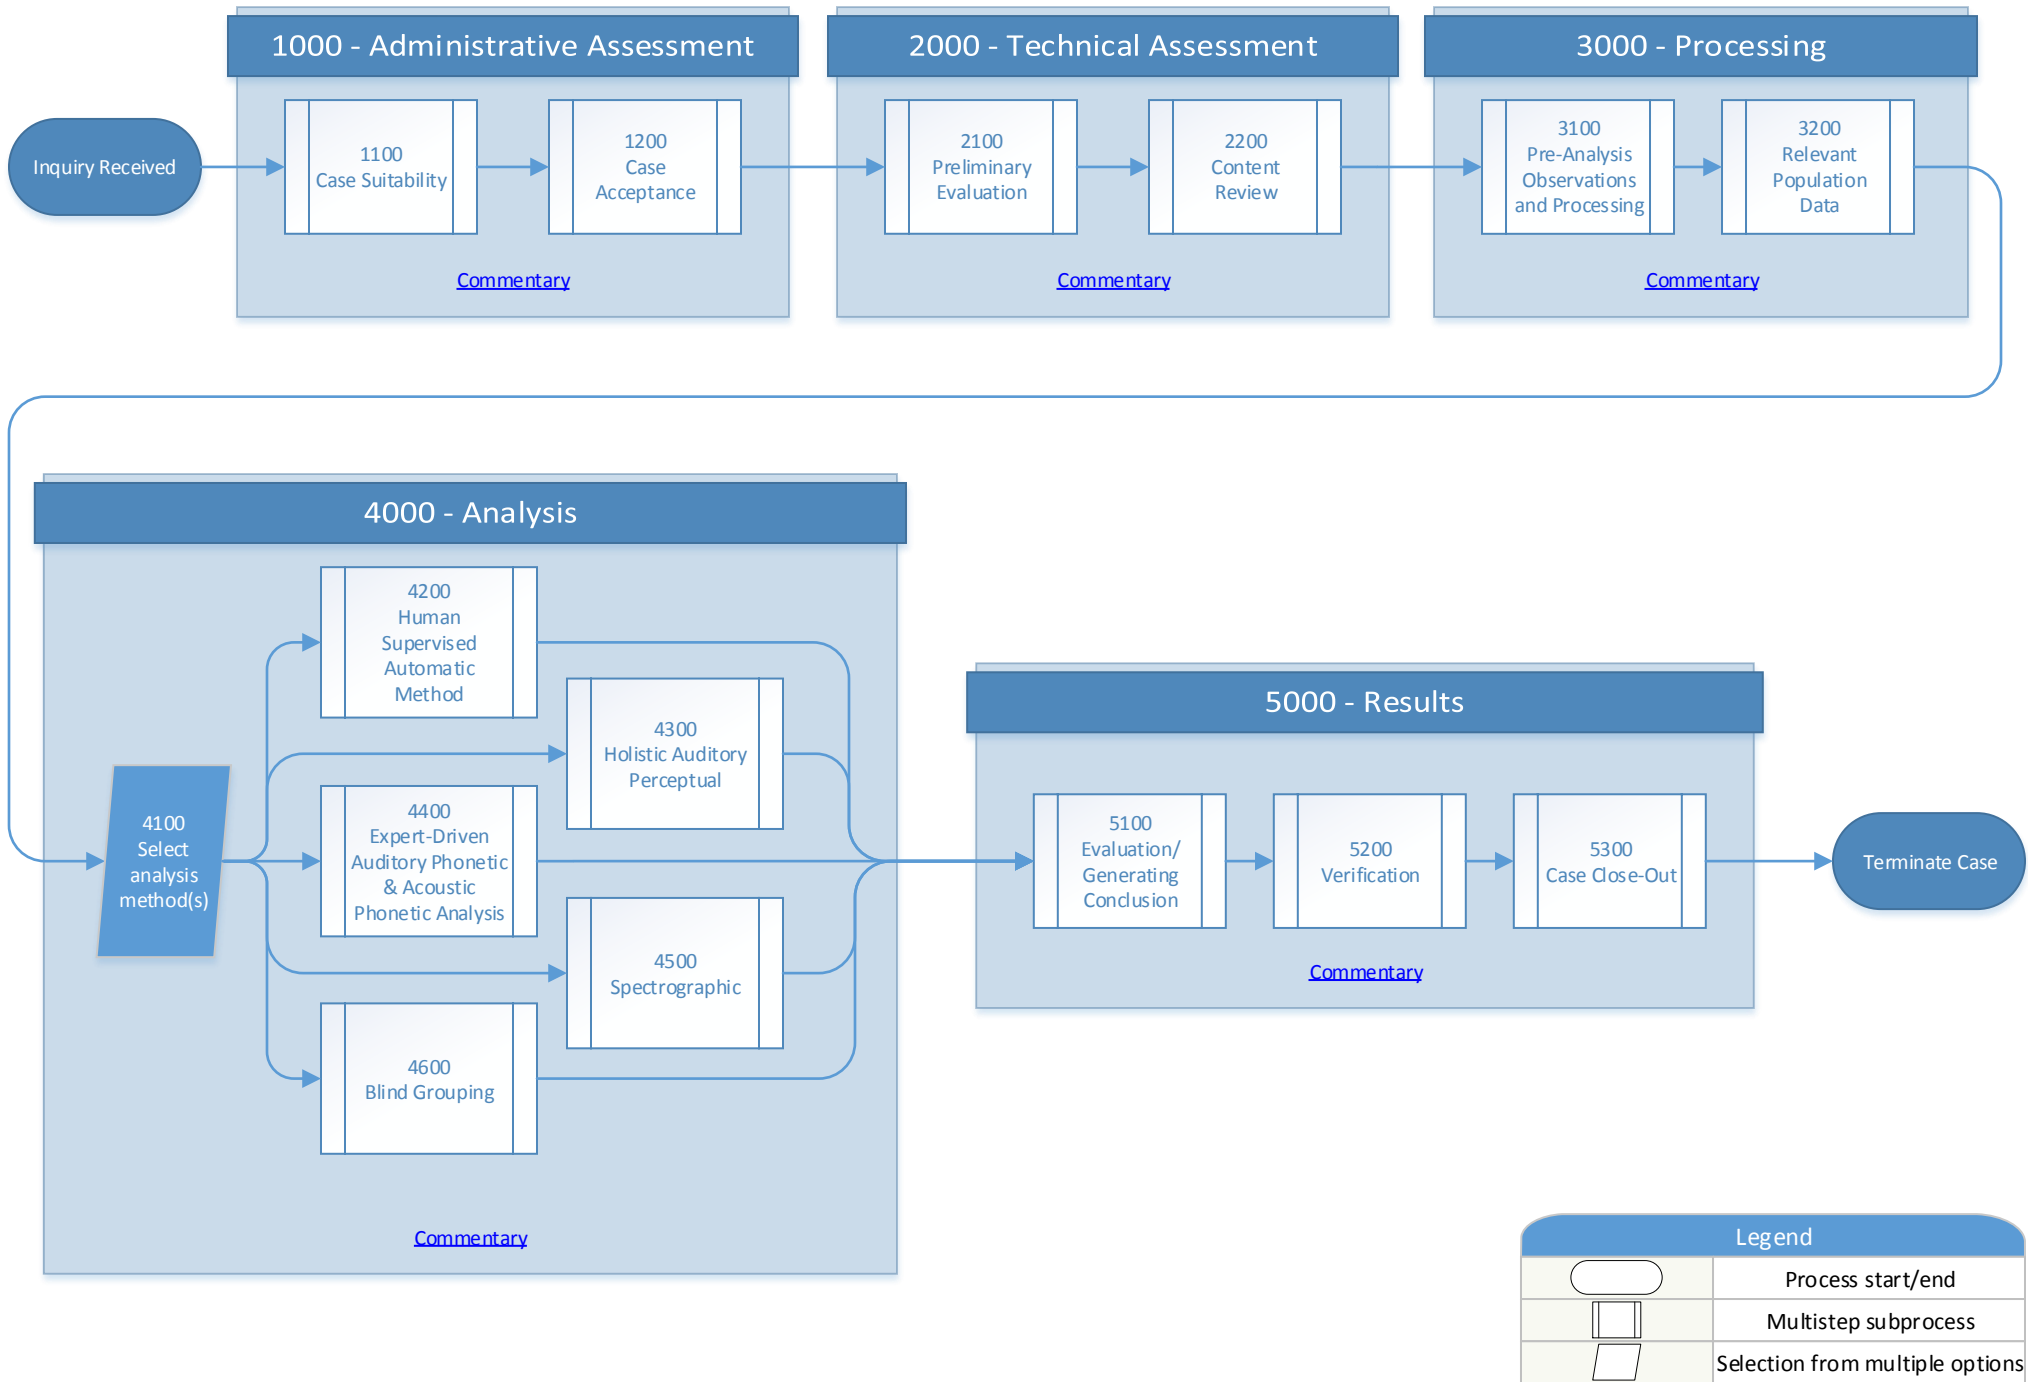 1000 - Administrative Assessment
2000 - Technical Assessment
3000 - Processing
Inquiry Received
1100
Case Suitability
1200
Case
Acceptance
Commentary
2100
Preliminary
Evaluation
2200
Content
Review
Commentary
3100
Pre-Analysis
Observations
and Processing
3200
Relevant
Population
Data
Commentary
4000 - Analysis
4100
Select
analysis
method(s)
4200
Human
Supervised
Automatic
Method
4300
Holistic Auditory
Perceptual
4400
Expert-Driven
Auditory Phonetic
& Acoustic
Phonetic Analysis
4500
Spectrographic
4600
Blind Grouping
Commentary
5000 - Results
5100
Evaluation/
Generating
Conclusion
5200
Verification
5300
Case Close-Out
Commentary
Terminate Case
Legend
Process start/end
Multistep subprocess
Selection from multiple options